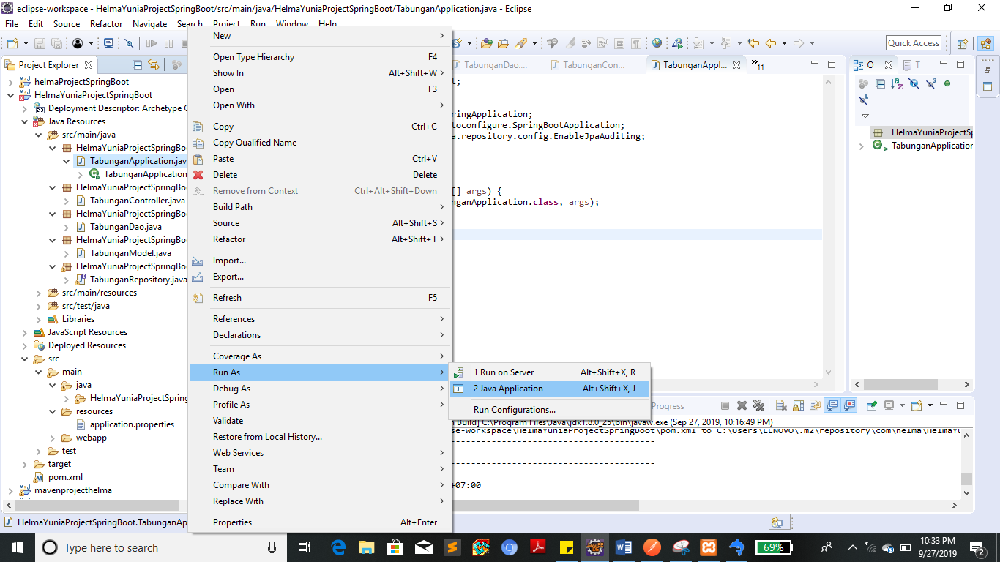 eclipse-workspace - HelmaYuniaProjectSpringBoot/src/main/java/HelmaYuniaProjectSpringBoot/TabunganApplication.java - Eclipse
File Edit Source Refactor Navigate Search Project Run Window Help
Quick Access
Project Explorer
TabunganDao....
TabunganCon...
TabunganAppl...
»11
O
T
helmaProjectSpringBoot
HelmaYuniaProjectSpringBoot
Deployment Descriptor: Archetype C
Java Resources
src/main/java
HelmaYuniaProjectSpringBoo
TabunganApplication.java
TabunganApplication
HelmaYuniaProjectSpringBoo
TabunganController.java
HelmaYuniaProjectSpringBoo
TabunganDao.java
HelmaYuniaProjectSpringBoo
TabunganModel.java
HelmaYuniaProjectSpringBoo
TabunganRepository.java
src/main/resources
src/test/java
Libraries
JavaScript Resources
Deployed Resources
src
main
java
HelmaYuniaProjectSpring
resources
application.properties
webapp
test
target
pom.xml
mavenprojecthelma
New
Open Type Hierarchy F4
Show In Alt+Shift+W
Open F3
Open With
Copy Ctrl+C
Copy Qualified Name
Paste Ctrl+V
Delete Delete
Remove from Context Ctrl+Alt+Shift+Down
Build Path
Source Alt+Shift+S
Refactor Alt+Shift+T
Import...
Export...
Refresh F5
References
Declarations
Coverage As
Run As
Debug As
Profile As
Validate
Restore from Local History...
Web Services
Team
Compare With
Replace With
Properties Alt+Enter
1 Run on Server Alt+Shift+X, R
2 Java Application Alt+Shift+X, J
Run Configurations...
t;
ringApplication;
toconfigure.SpringBootApplication;
a.repository.config.EnableJpaAuditing;
[] args) {
nganApplication.class, args);
HelmaYuniaProjectSp
TabunganApplication
Progress
Build] C:\Program Files\Java\jdk1.8.0_25\bin\javaw.exe (Sep 27, 2019, 10:16:49 PM)
se-workspace\HelmaYuniaProjectSpringBoot\pom.xml to C:\Users\LENOVO\.m2\repository\com\helma\HelmaYu
------------------------------------
------------------------------------
+07:00
HelmaYuniaProjectSpringBoot.TabunganAp
Type here to search
69%
10:33 PM
9/27/2019
2